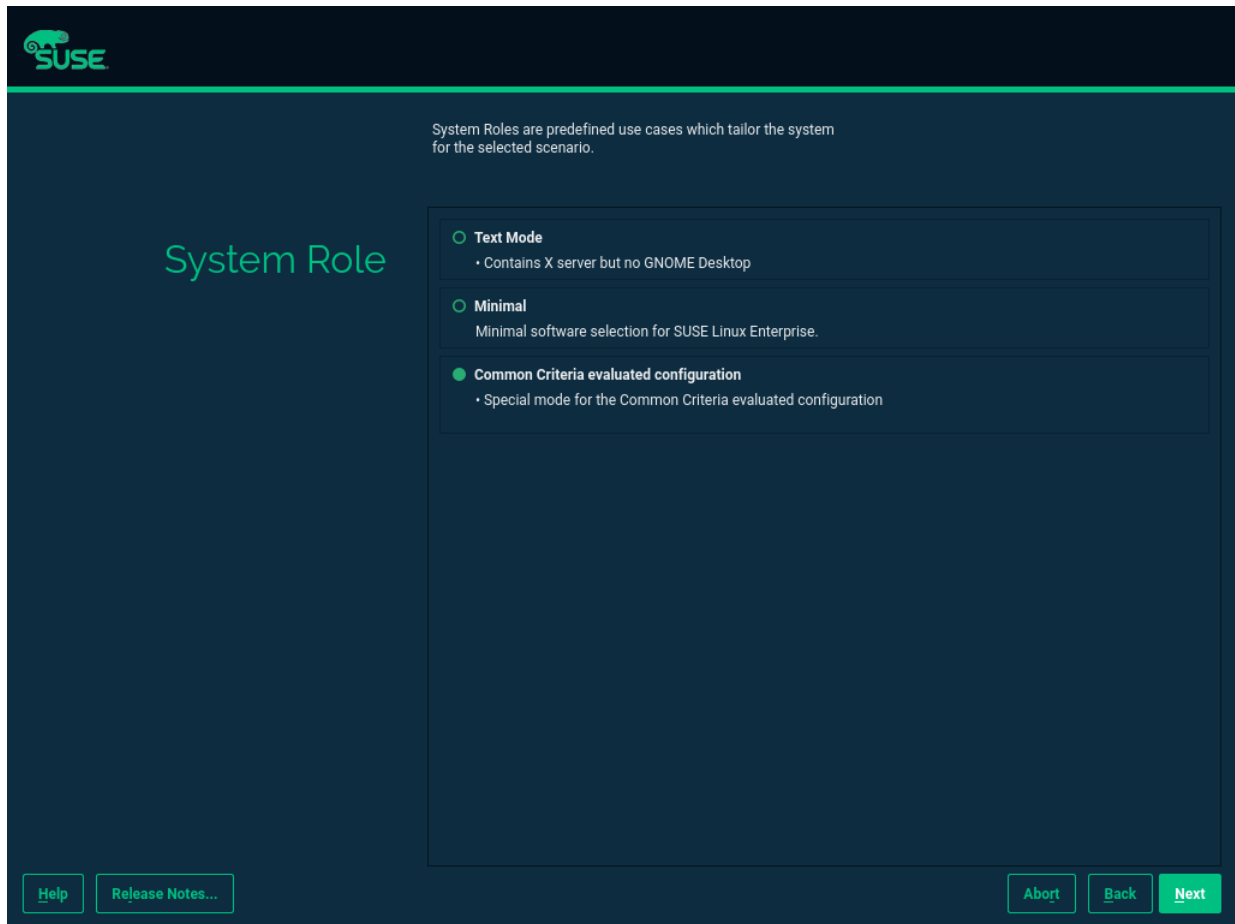 SUSE
System Roles are predefined use cases which tailor the system
for the selected scenario.
System Role
Text Mode
• Contains X server but no GNOME Desktop
Minimal
Minimal software selection for SUSE Linux Enterprise.
Common Criteria evaluated configuration
• Special mode for the Common Criteria evaluated configuration
Help
Release Notes...
Abort
Back
Next